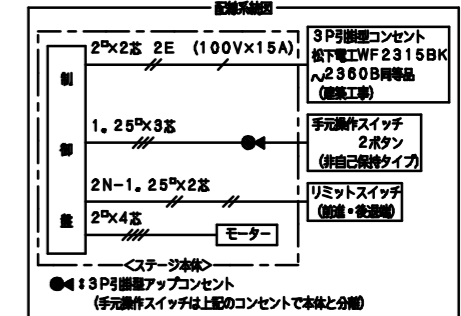 配線系統図
2□×2芯 2E (100V×15A)
3P引掛型コンセント
松下電工WF2315BK
～2360B同等品
(建築工事)
制御盤
1。25□×3芯
手元操作スイッチ
2ボタン
(非自己保持タイプ)
2N-1。25□×2芯
リミットスイッチ
(前進・後退端)
2□×4芯
モーター
<ステージ本体>
●◀：3P引掛型アップコンセント
(手元操作スイッチは上記のコンセントで本体と分離)